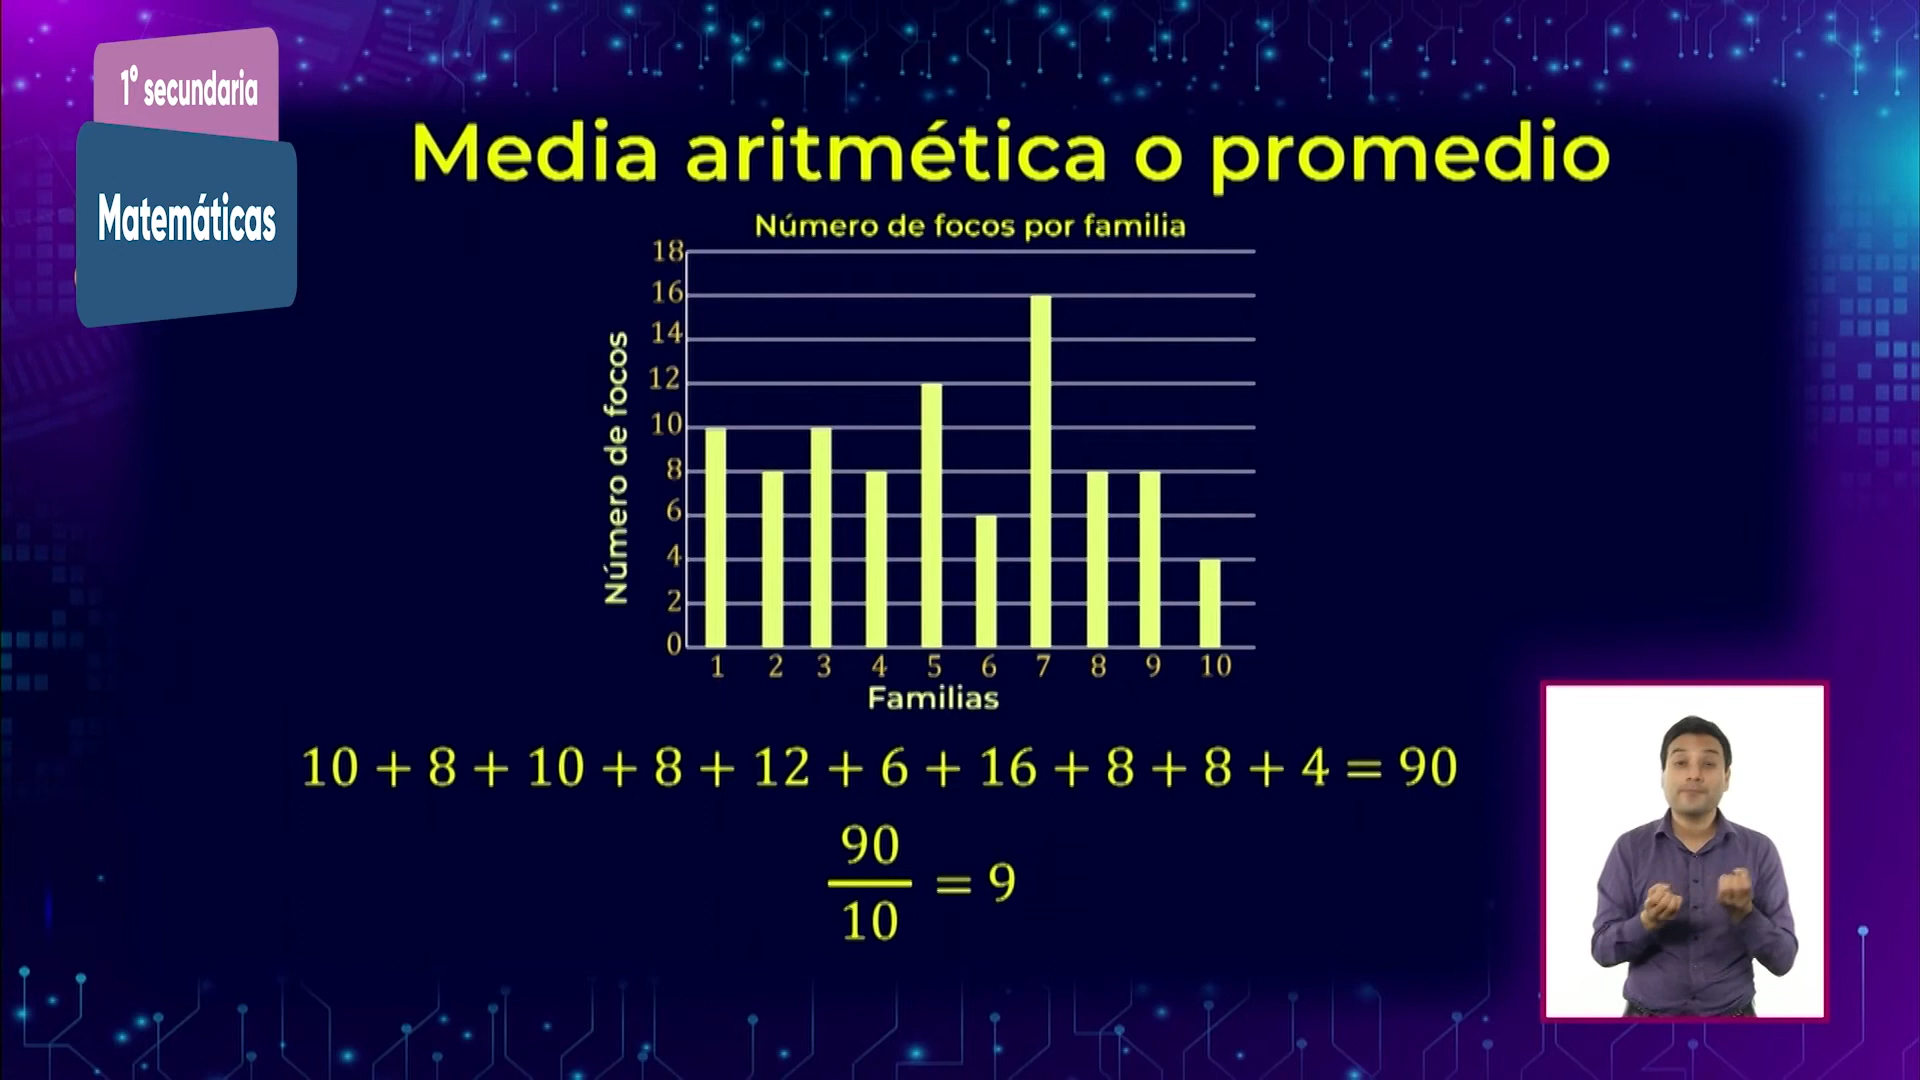 1° secundaria
Matemáticas
Media aritmética o promedio
Número de focos por familia
Número de focos
18
16
14
12
10
8
6
4
2
0
1 2 3 4 5 6 7 8 9 10
Familias
10 + 8 + 10 + 8 + 12 + 6 + 16 + 8 + 8 + 4 = 90
90
10
= 9